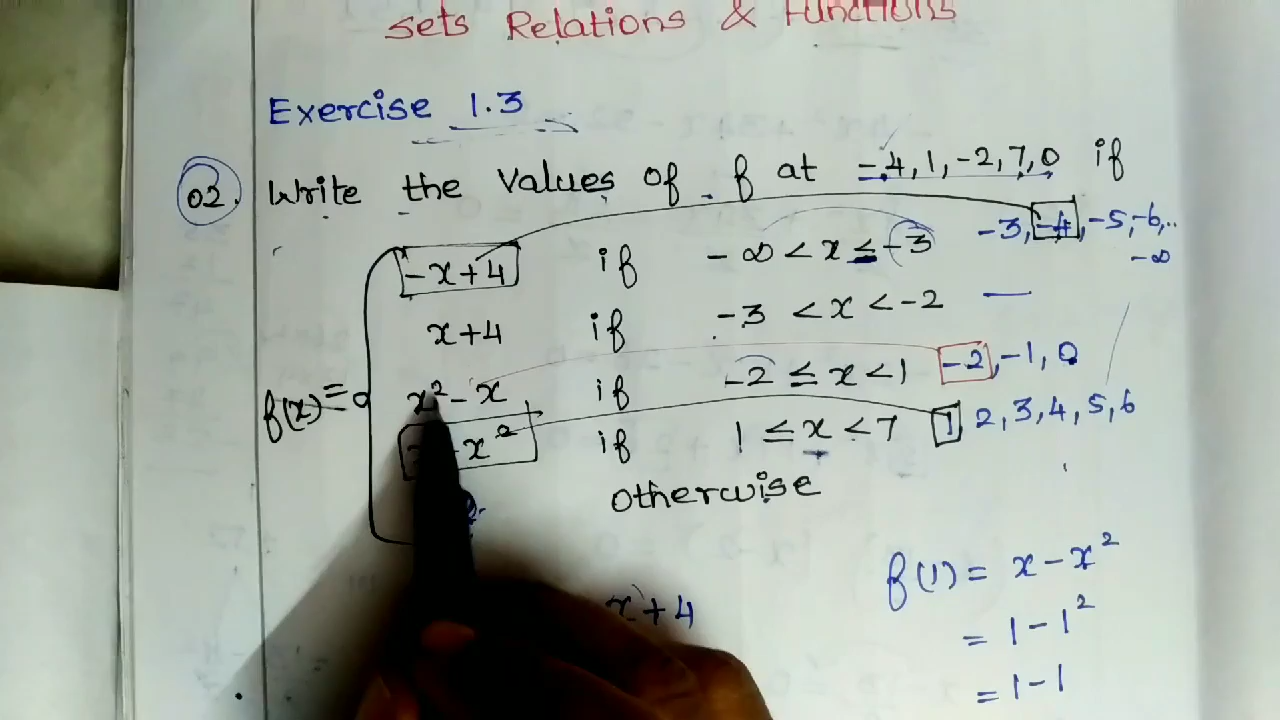 sets Relations & Functions
Exercise 1.3
02. Write the values of f at -4, 1, -2, 7, 0 if
-x+4 if -∞ < x ≤ -3 -3, -4, -5, -6, ..
-∞
x+4 if -3 < x < -2 —
f(x) = x²-x if -2 ≤ x < 1 -2, -1, 0
x² if 1 ≤ x < 7 1 2, 3, 4, 5, 6
otherwise
f(1) = x - x²
x+4
= 1 - 1²
= 1 - 1